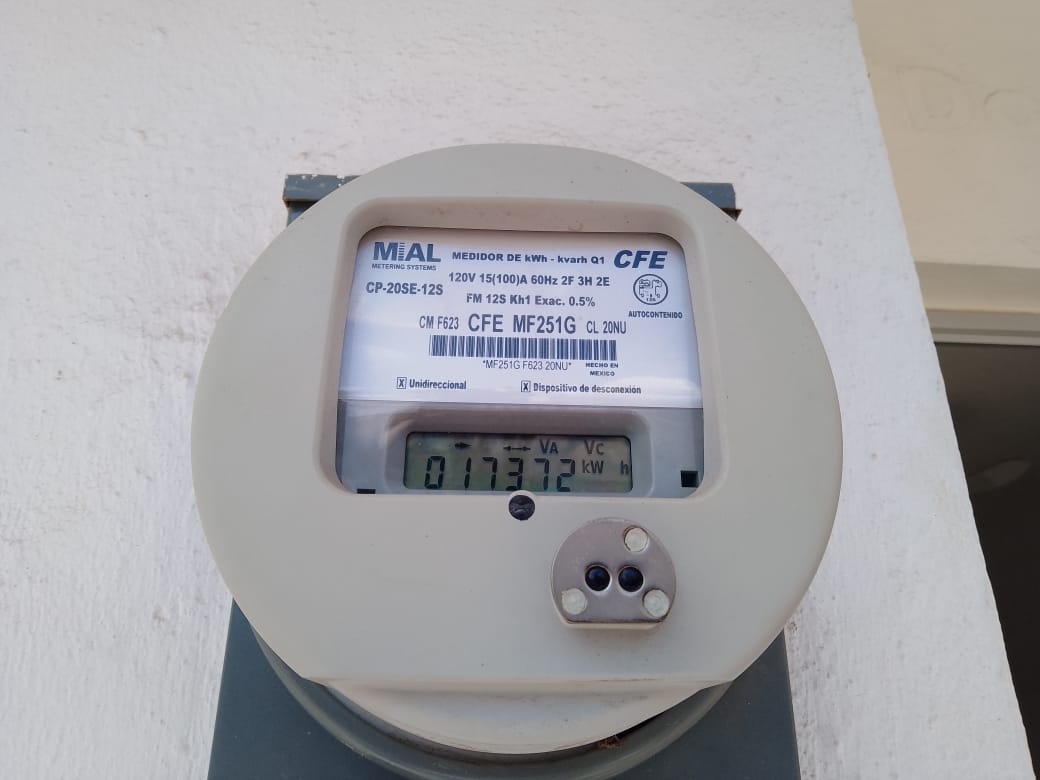 MIAL
METERING SYSTEMS
MEDIDOR DE kWh - kvarh Q1
CFE
120V 15(100)A 60Hz 2F 3H 2E
CP-20SE-12S
FM 12S Kh1 Exac. 0.5%
AUTOCONTENIDO
CM F623 CFE MF251G CL 20NU
*MF251G F623 20NU*
HECHO EN
MEXICO
X Unidireccional
X Dispositivo de desconexión
VA VC
017372 kW h